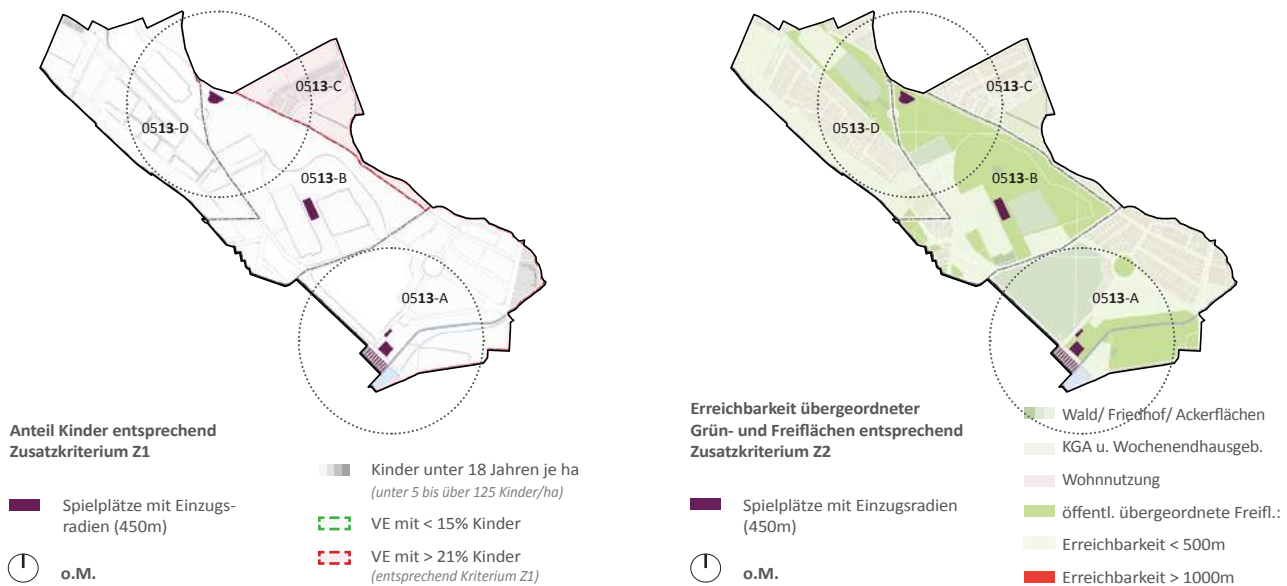 0513-C
0513-D
0513-B
0513-A
Anteil Kinder entsprechend
Zusatzkriterium Z1
Spielplätze mit Einzugs-
radien (450m)
o.M.
Kinder unter 18 Jahren je ha
(unter 5 bis über 125 Kinder/ha)
VE mit < 15% Kinder
VE mit > 21% Kinder
(entsprechend Kriterium Z1)
0513-C
0513-D
0513-B
0513-A
Erreichbarkeit übergeordneter
Grün- und Freiflächen entsprechend
Zusatzkriterium Z2
Spielplätze mit Einzugsradien
(450m)
o.M.
Wald/ Friedhof/ Ackerflächen
KGA u. Wochenendhausgeb.
Wohnnutzung
öffentl. übergeordnete Freifl.:
Erreichbarkeit < 500m
Erreichbarkeit > 1000m